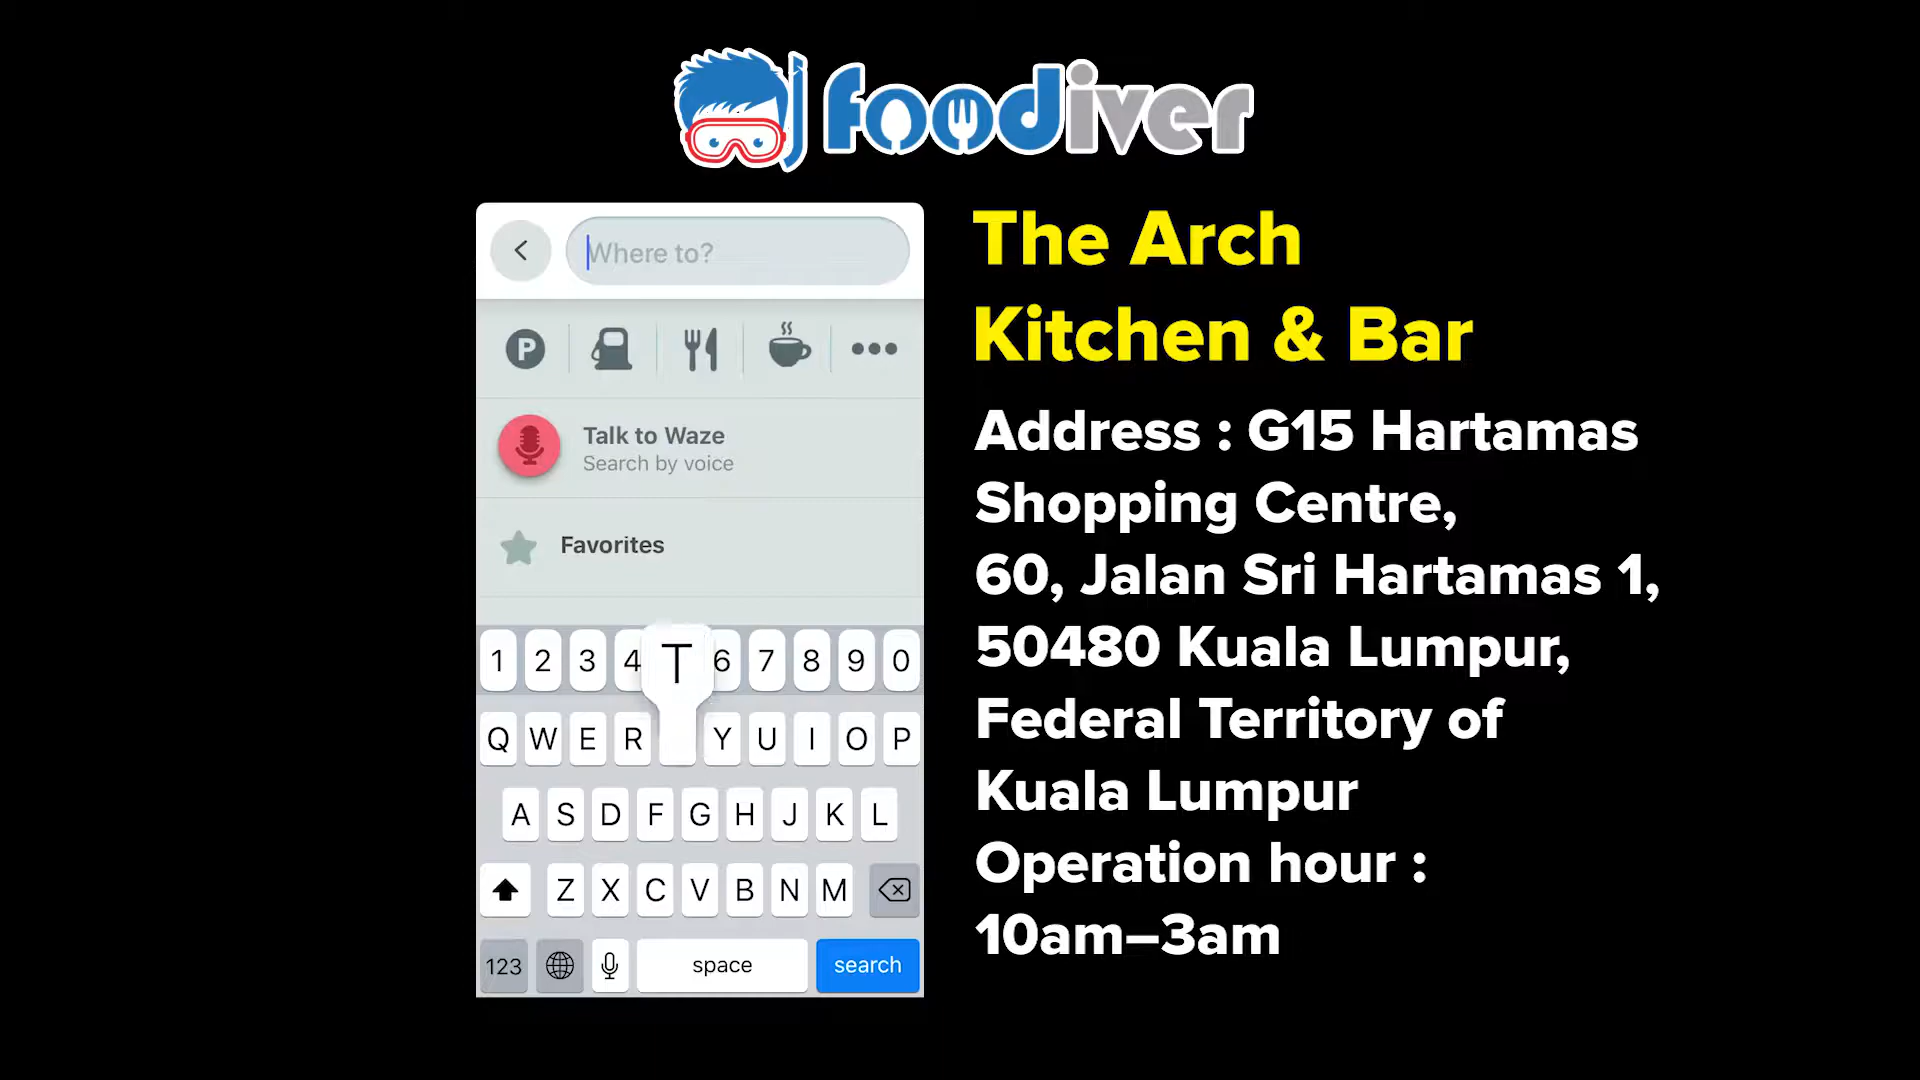 foodiver
Where to?
P
Talk to Waze
Search by voice
Favorites
1 2 3 4 T 6 7 8 9 0
Q W E R Y U I O P
A S D F G H J K L
Z X C V B N M
123 space search
The Arch
Kitchen & Bar
Address : G15 Hartamas
Shopping Centre,
60, Jalan Sri Hartamas 1,
50480 Kuala Lumpur,
Federal Territory of
Kuala Lumpur
Operation hour :
10am–3am